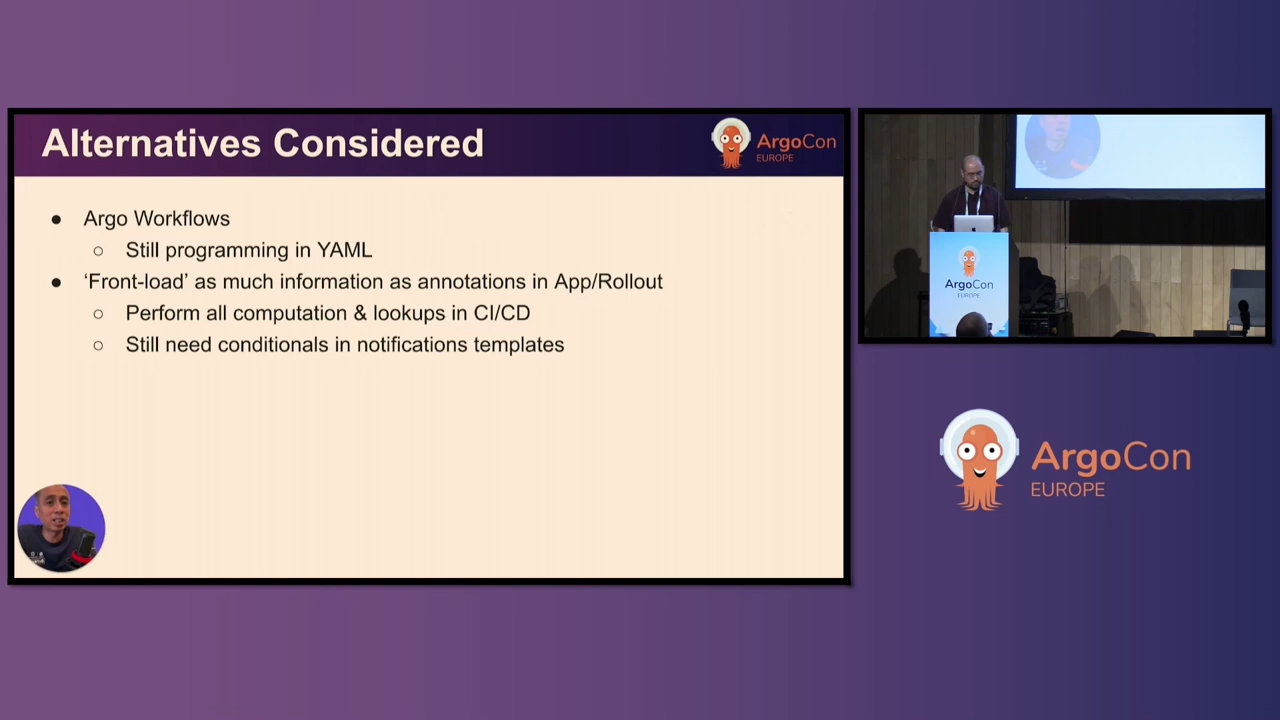 Alternatives Considered
ArgoCon
EUROPE
● Argo Workflows
○ Still programming in YAML
● ‘Front-load’ as much information as annotations in App/Rollout
○ Perform all computation & lookups in CI/CD
○ Still need conditionals in notifications templates
ArgoCon
EUROPE
ArgoCon
EUROPE